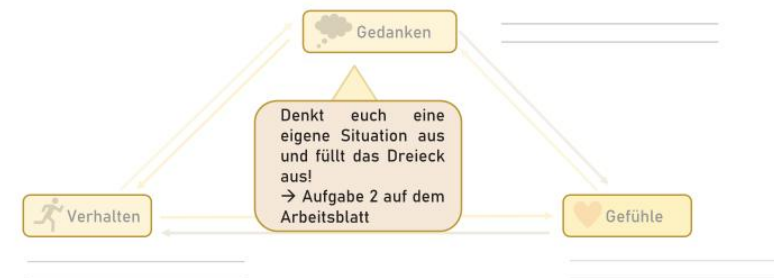 Gedanken
Denkt euch eine
eigene Situation aus
und füllt das Dreieck
aus!
→ Aufgabe 2 auf dem
Arbeitsblatt
Verhalten
Gefühle